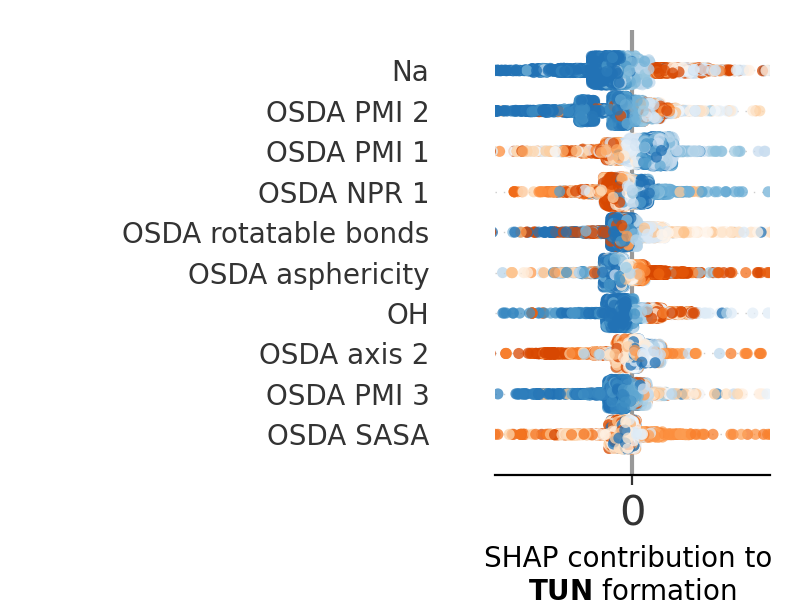 Na
OSDA PMI 2
OSDA PMI 1
OSDA NPR 1
OSDA rotatable bonds
OSDA asphericity
OH
OSDA axis 2
OSDA PMI 3
OSDA SASA
0
SHAP contribution to
TUN formation